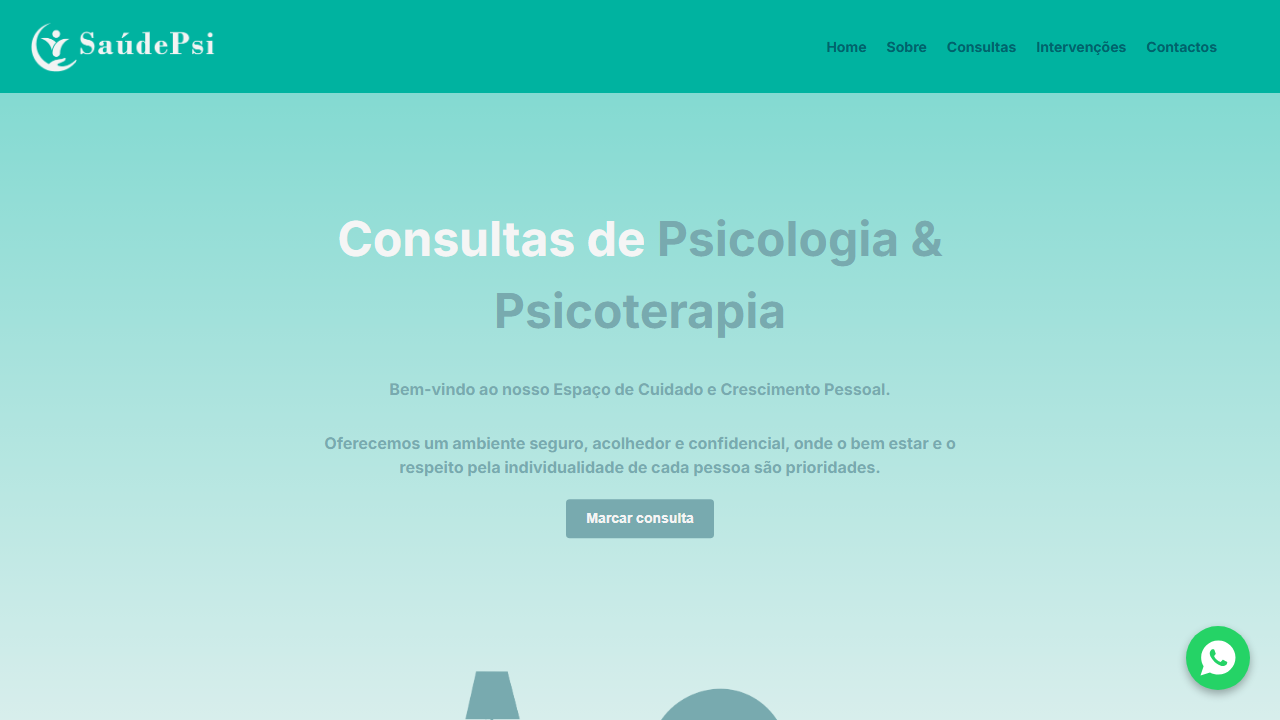 SaúdePsi
Home Sobre Consultas Intervenções Contactos
Consultas de Psicologia &
Psicoterapia
Bem-vindo ao nosso Espaço de Cuidado e Crescimento Pessoal.
Oferecemos um ambiente seguro, acolhedor e confidencial, onde o bem estar e o
respeito pela individualidade de cada pessoa são prioridades.
Marcar consulta